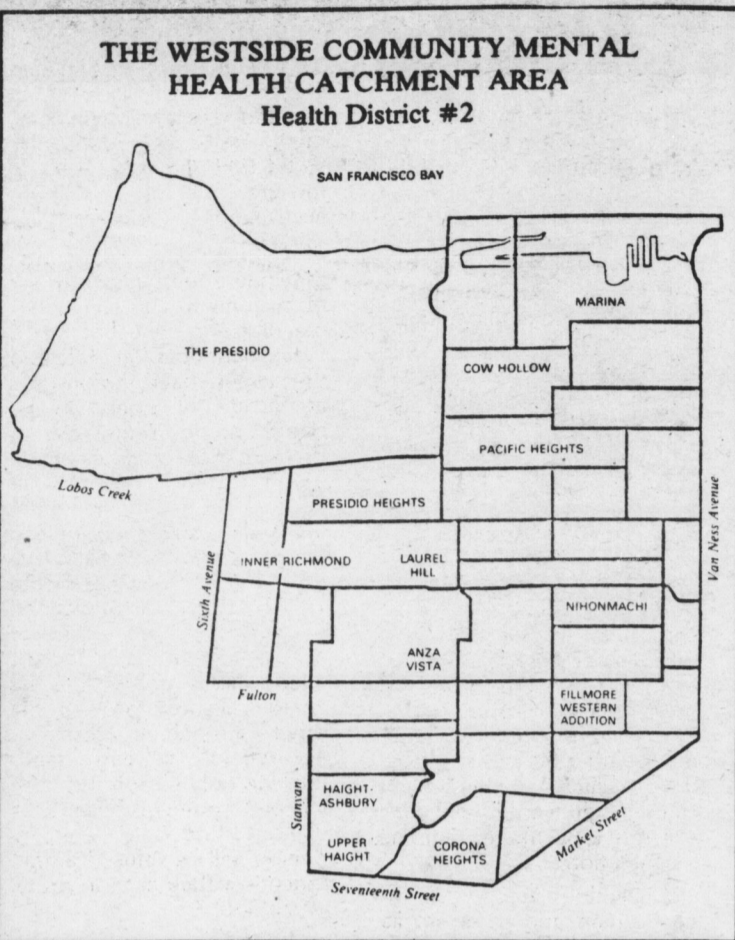 THE WESTSIDE COMMUNITY MENTAL
HEALTH CATCHMENT AREA
Health District #2
SAN FRANCISCO BAY
MARINA
THE PRESIDIO
COW HOLLOW
PACIFIC HEIGHTS
Lobos Creek
PRESIDIO HEIGHTS
Van Ness Avenue
Sixth Avenue
INNER RICHMOND
LAUREL
HILL
NIHONMACHI
ANZA
VISTA
Fulton
FILLMORE
WESTERN
ADDITION
Stanyan
HAIGHT-
ASHBURY
UPPER
HAIGHT
CORONA
HEIGHTS
Market Street
Seventeenth Street